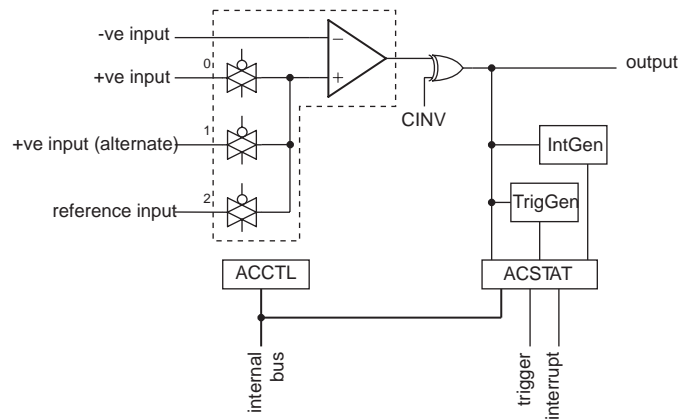 -ve input
0
+ve input
1
+ve input (alternate)
2
reference input
−
+
CINV
output
IntGen
TrigGen
ACCTL
ACSTAT
internal
bus
trigger
interrupt